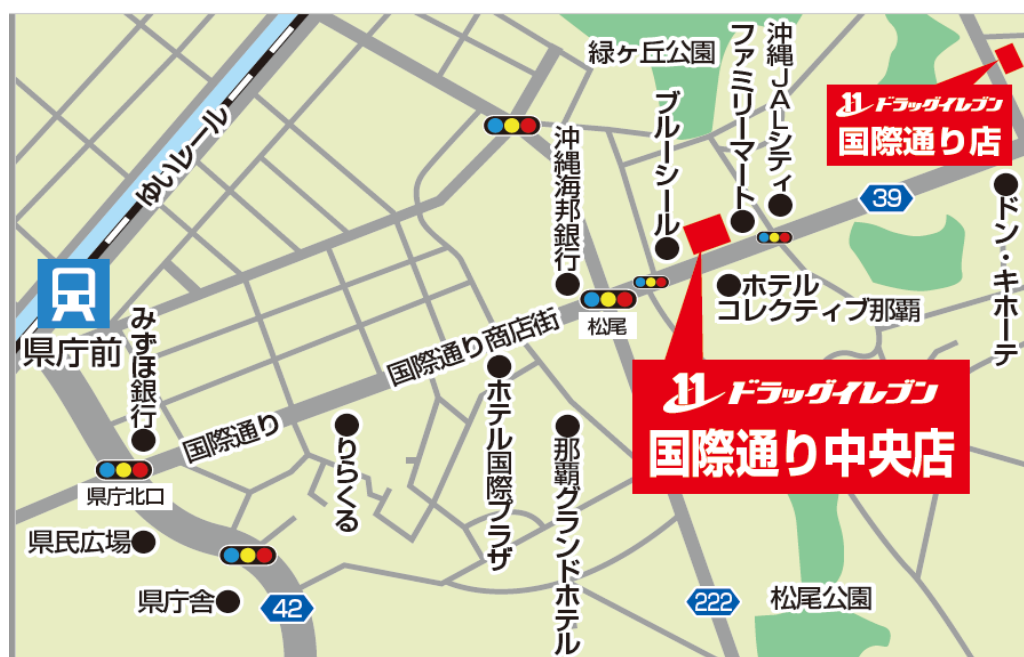 緑ヶ丘公園
沖縄JALシティ
ファミリーマート
ブルーシール
11 ドラッグイレブン
国際通り店
39
ドン・キホーテ
ゆいレール
沖縄海邦銀行
松尾
ホテル
コレクティブ那覇
県庁前
みずほ銀行
国際通り商店街
11 ドラッグイレブン
国際通り中央店
国際通り
りらくる
ホテル国際プラザ
那覇グランドホテル
県庁北口
県民広場
県庁舎
42
222
松尾公園